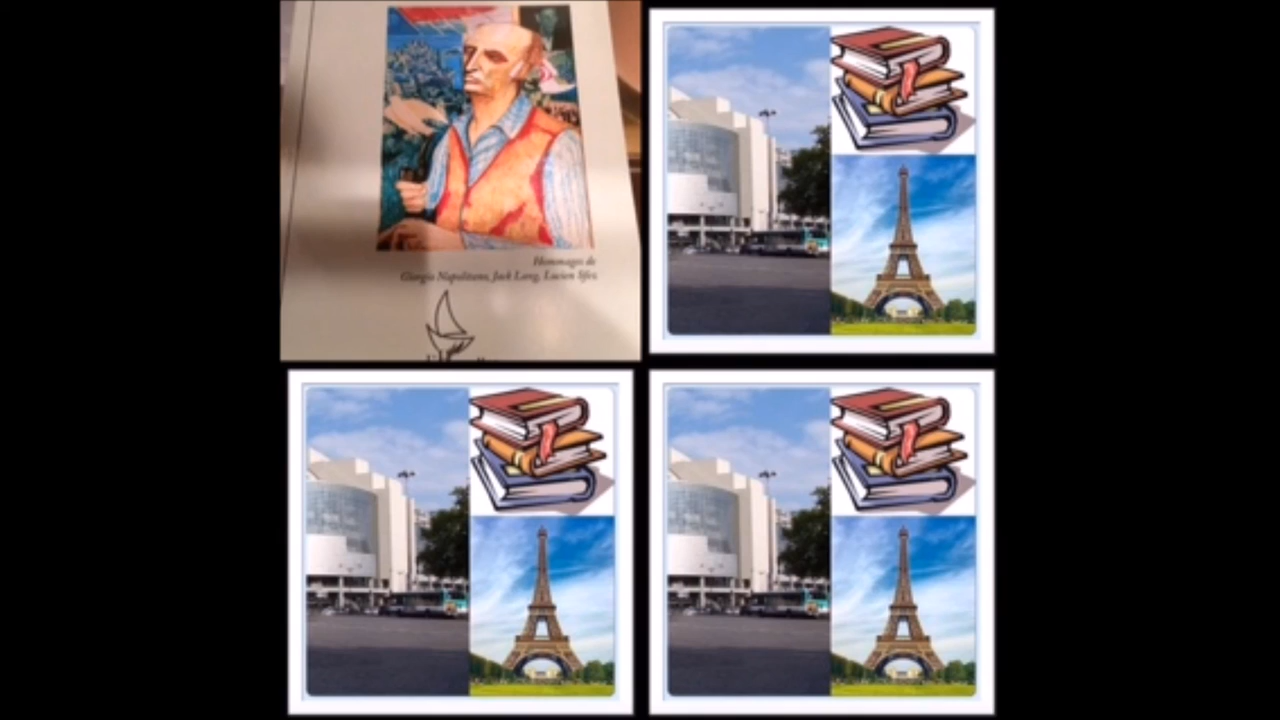 Hommages de
Giorgio Napolitano, Jack Lang, Lucien Sfez